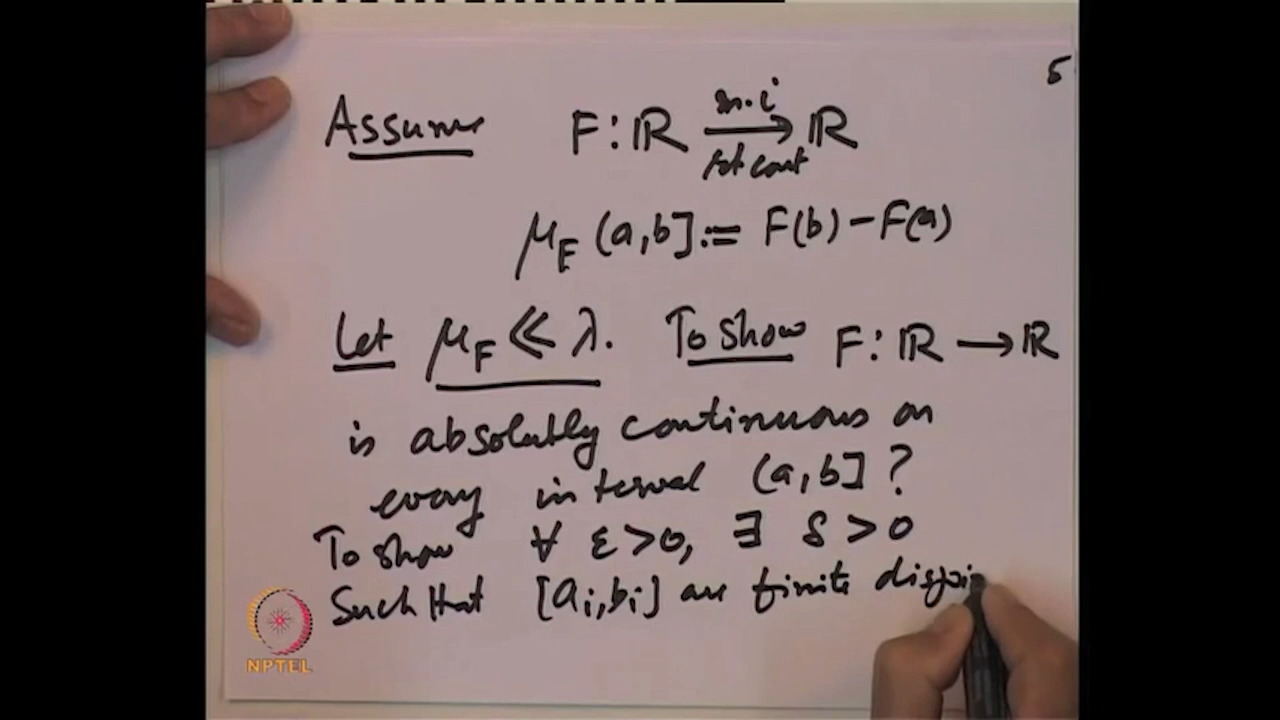 5
Assume F : ℝ → ℝ
m.i
rt cont
μ_F (a,b] := F(b) − F(a)
Let μ_F ≪ λ. To show F : ℝ → ℝ
is absolutely continuous on
every interval (a,b] ?
To show ∀ ε>0, ∃ δ>0
Such that [a_i,b_i] are finite disjoi
NPTEL